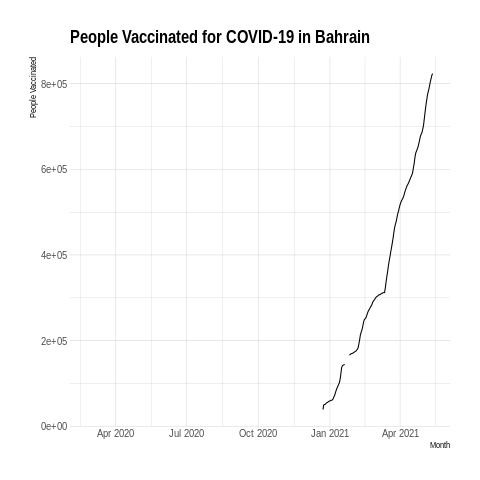 People Vaccinated for COVID-19 in Bahrain
People Vaccinated
8e+05
6e+05
4e+05
2e+05
0e+00
Apr 2020 Jul 2020 Oct 2020 Jan 2021 Apr 2021
Month